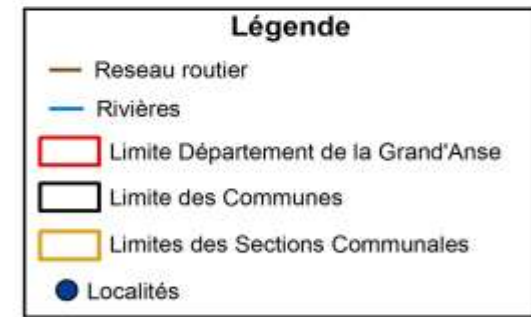 Légende
Reseau routier
Rivières
Limite Département de la Grand'Anse
Limite des Communes
Limites des Sections Communales
Localités